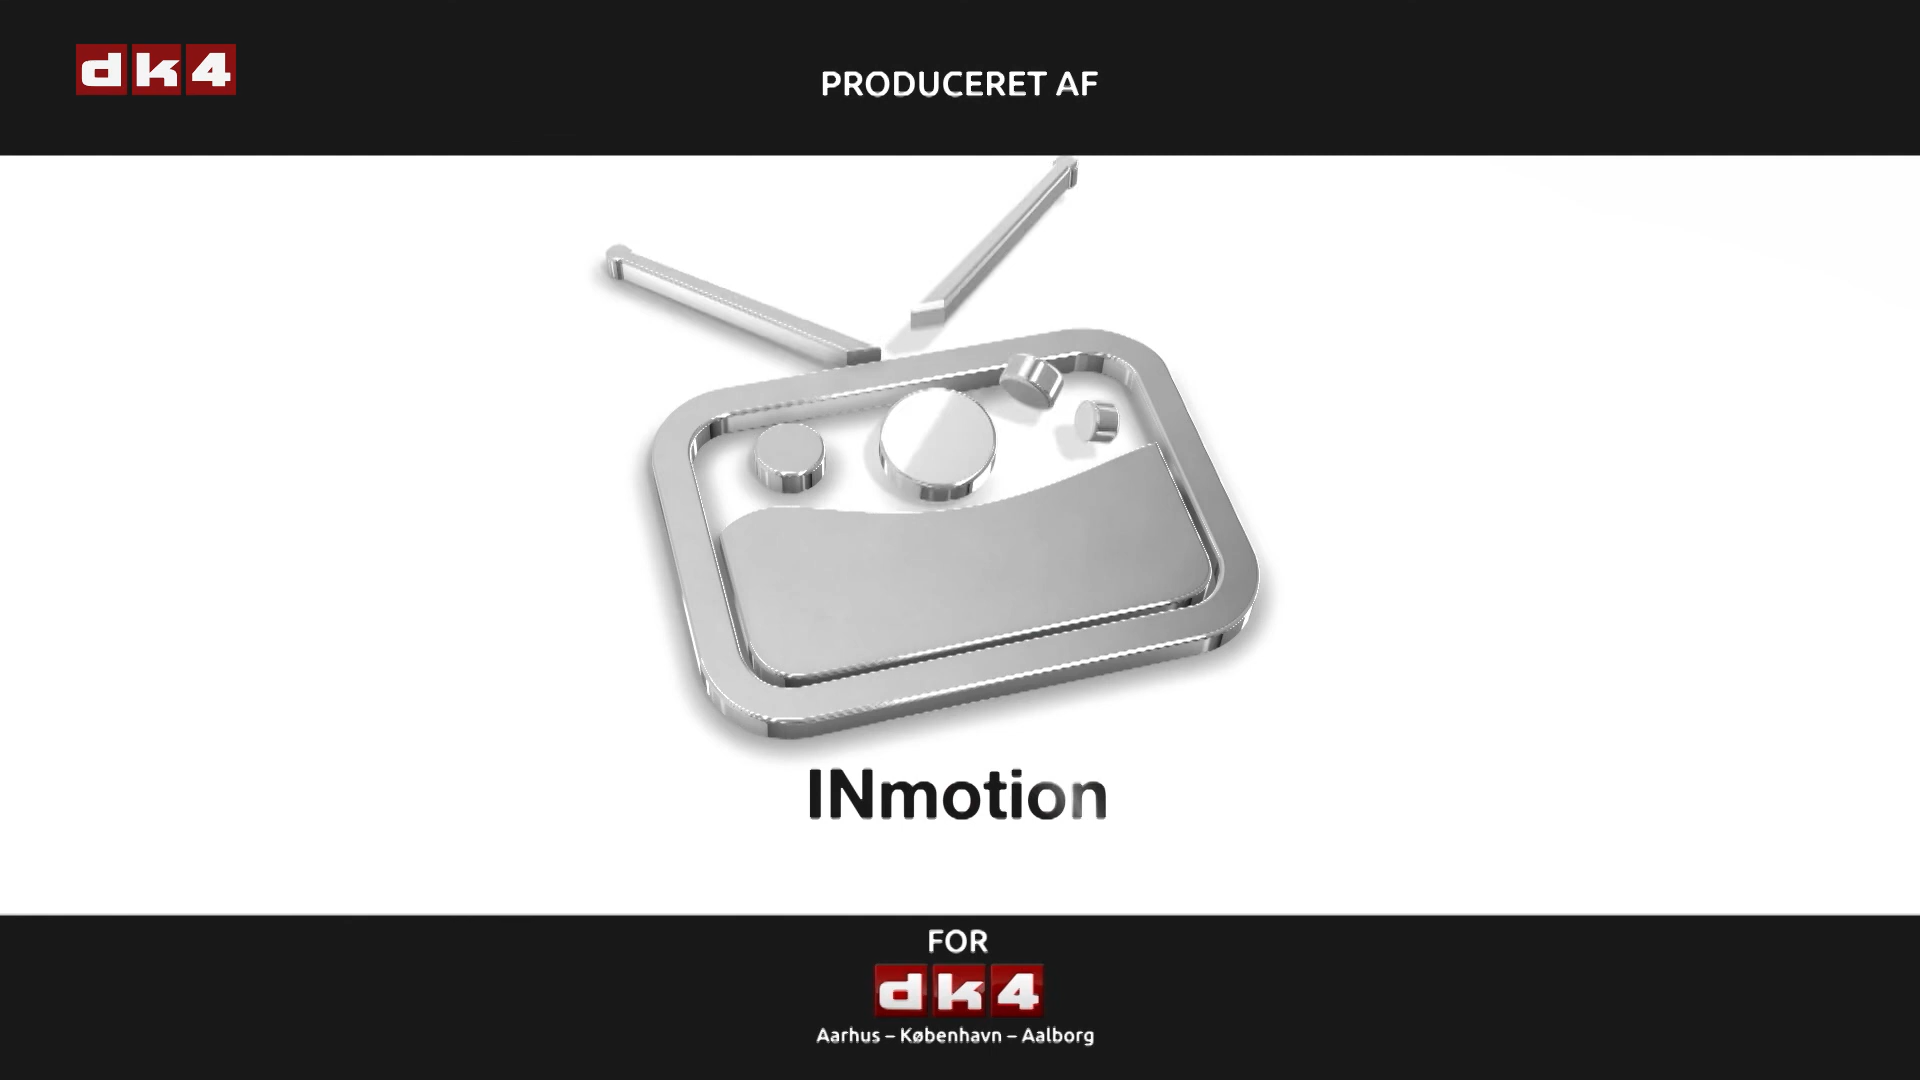 dk4
PRODUCERET AF
INmotion
FOR
dk4
Aarhus – København – Aalborg